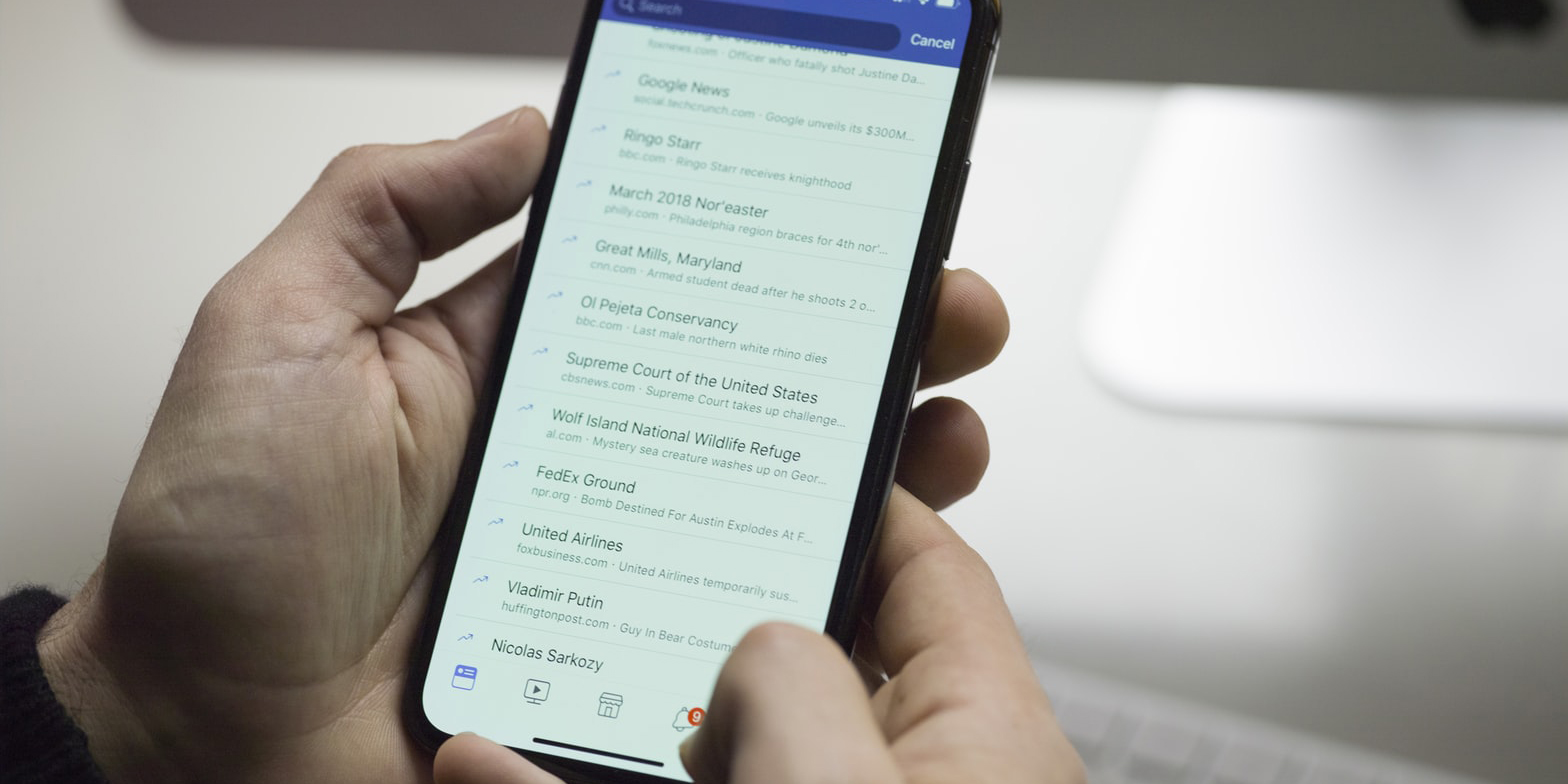 Search
Cancel
foxnews.com · Officer who fatally shot Justine Da...
Google News
social.techcrunch.com · Google unveils its $300M...
Ringo Starr
bbc.com · Ringo Starr receives knighthood
March 2018 Nor'easter
philly.com · Philadelphia region braces for 4th nor'...
Great Mills, Maryland
cnn.com · Armed student dead after he shoots 2 o...
Ol Pejeta Conservancy
bbc.com · Last male northern white rhino dies
Supreme Court of the United States
cbsnews.com · Supreme Court takes up challenge...
Wolf Island National Wildlife Refuge
al.com · Mystery sea creature washes up on Geor...
FedEx Ground
npr.org · Bomb Destined For Austin Explodes At F...
United Airlines
foxbusiness.com · United Airlines temporarily sus...
Vladimir Putin
huffingtonpost.com · Guy In Bear Costume
Nicolas Sarkozy
9